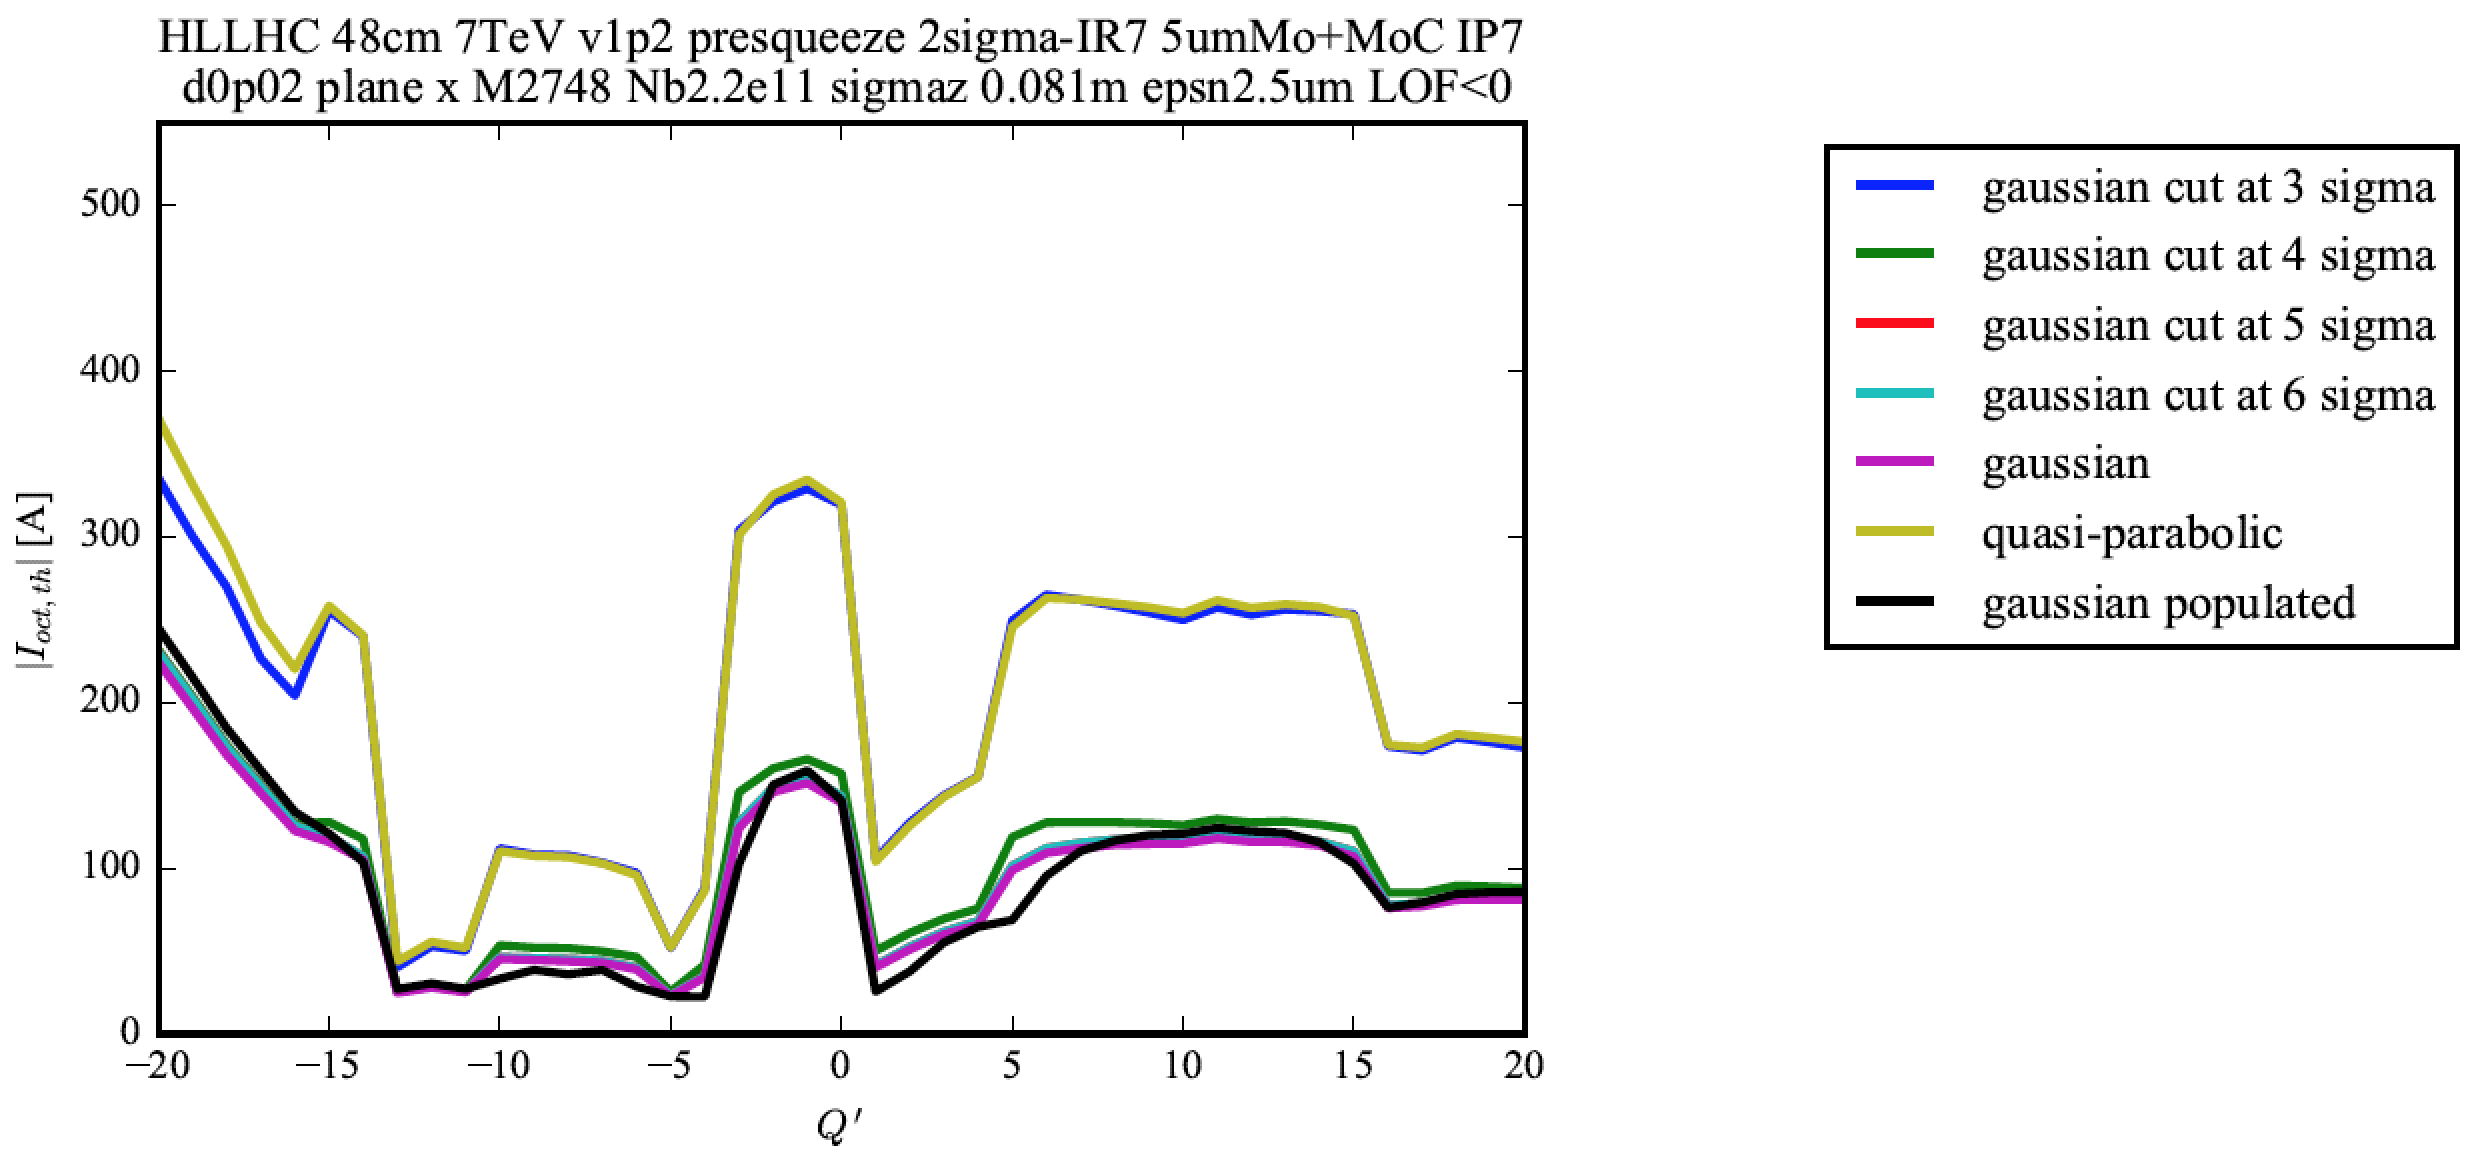 HLLHC 48cm 7TeV v1p2 presqueeze 2sigma-IR7 5umMo+MoC IP7
d0p02 plane x M2748 Nb2.2e11 sigmaz 0.081m epsn2.5um LOF<0
500
400
300
200
100
0
|I_{oct, th}| [A]
−20 −15 −10 −5 0 5 10 15 20
Q′
gaussian cut at 3 sigma
gaussian cut at 4 sigma
gaussian cut at 5 sigma
gaussian cut at 6 sigma
gaussian
quasi-parabolic
gaussian populated